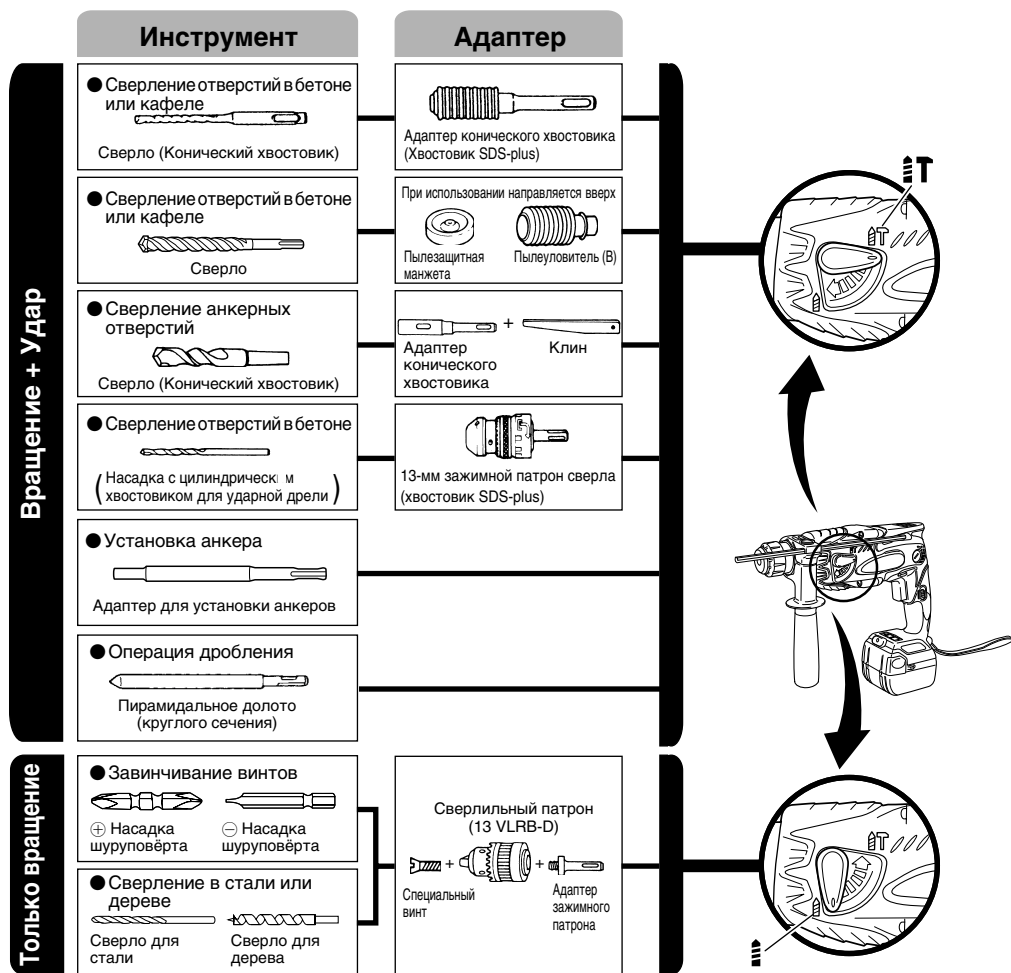 Инструмент
Адаптер
Вращение + Удар
● Сверление отверстий в бетоне
или кафеле
Сверло (Конический хвостовик)
Адаптер конического хвостовика
(Хвостовик SDS-plus)
● Сверление отверстий в бетоне
или кафеле
Сверло
При использовании направляется вверх
Пылезащитная
манжета
Пылеуловитель (B)
● Сверление анкерных
отверстий
Сверло (Конический хвостовик)
+
Адаптер
конического
хвостовика
Клин
● Сверление отверстий в бетоне
(Насадка с цилиндрическ м
хвостовиком для ударной дрели)
13-мм зажимной патрон сверла
(хвостовик SDS-plus)
● Установка анкера
Адаптер для установки анкеров
● Операция дробления
Пирамидальное долото
(круглого сечения)
Только вращение
● Завинчивание винтов
⊕ Насадка
шуруповёрта
⊖ Насадка
шуруповёрта
● Сверление в стали или
дереве
Сверло для
стали
Сверло для
дерева
Сверлильный патрон
(13 VLRB-D)
+
+
Специальный
винт
Адаптер
зажимного
патрона